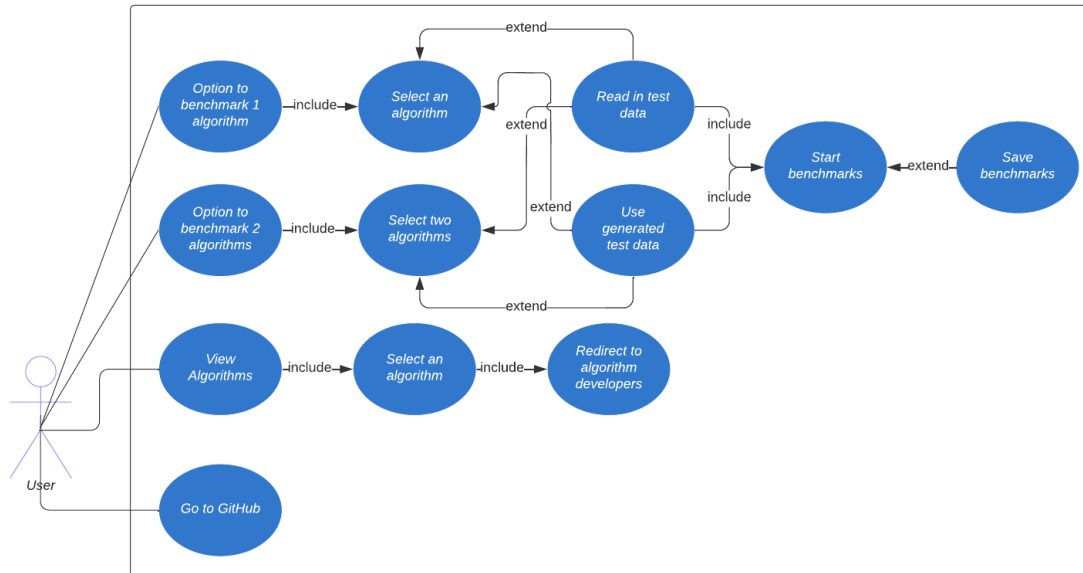 extend
Option to
benchmark 1
algorithm
include
Select an
algorithm
Read in test
data
extend
include
Start
benchmarks
extend
Save
benchmarks
Option to
benchmark 2
algorithms
include
Select two
algorithms
extend
Use
generated
test data
include
extend
View
Algorithms
include
Select an
algorithm
include
Redirect to
algorithm
developers
User
Go to GitHub